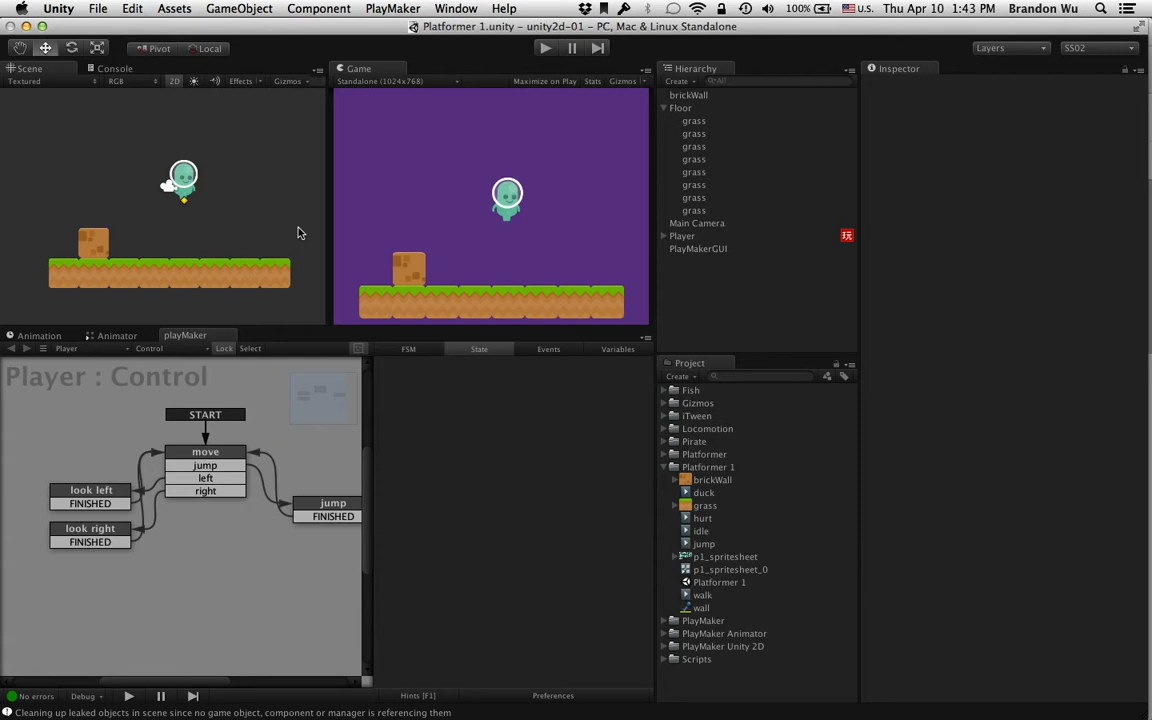 Unity File Edit Assets GameObject Component PlayMaker Window Help 100% U.S. Thu Apr 10 1:43 PM Brandon Wu
Platformer 1.unity - unity2d-01 - PC, Mac & Linux Standalone
Pivot Local Layers SS02
Scene Console Game Hierarchy Inspector
Textured RGB 2D Effects Gizmos Standalone (1024x768) Maximize on Play Stats Gizmos Create All
brickWall
Floor
grass
grass
grass
grass
grass
grass
grass
grass
Main Camera
Player 玩
PlayMakerGUI
Animation Animator playMaker
Player Control Lock Select FSM State Events Variables
Player : Control
START
move
jump
left
right
look left
FINISHED
look right
FINISHED
jump
FINISHED
Project
Create
Fish
Gizmos
iTween
Locomotion
Pirate
Platformer
Platformer 1
brickWall
duck
grass
hurt
idle
jump
p1_spritesheet
p1_spritesheet_0
Platformer 1
walk
wall
PlayMaker
PlayMaker Animator
PlayMaker Unity 2D
Scripts
No errors Debug Hints [F1] Preferences
Cleaning up leaked objects in scene since no game object, component or manager is referencing them